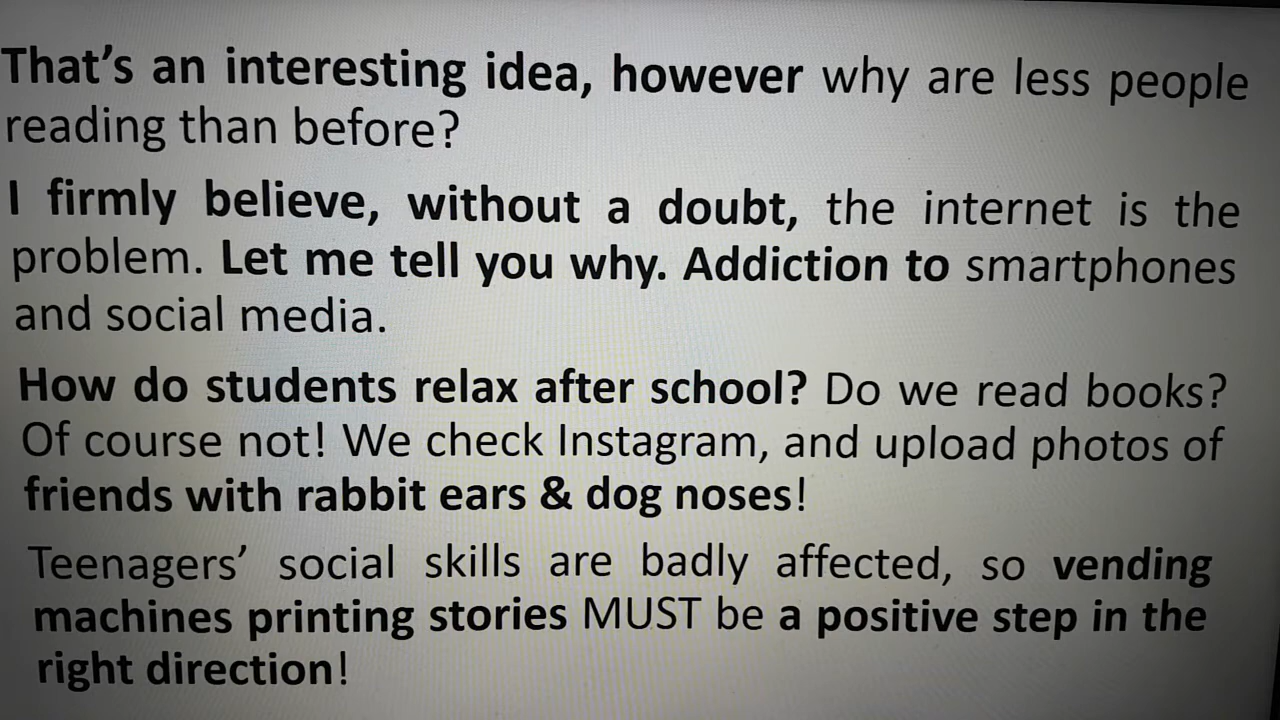 That's an interesting idea, however why are less people
reading than before?
I firmly believe, without a doubt, the internet is the
problem. Let me tell you why. Addiction to smartphones
and social media.
How do students relax after school? Do we read books?
Of course not! We check Instagram, and upload photos of
friends with rabbit ears & dog noses!
Teenagers' social skills are badly affected, so vending
machines printing stories MUST be a positive step in the
right direction!